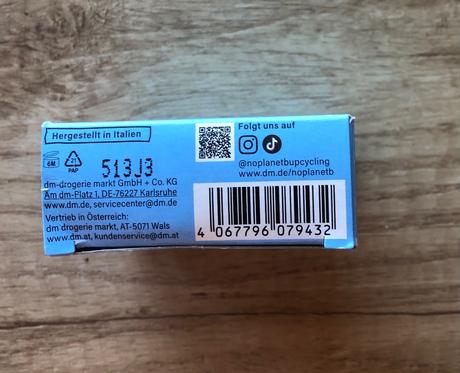 Hergestellt in Italien
6M
21
PAP
513J3
dm-drogerie markt GmbH + Co. KG
Am dm-Platz 1, DE-76227 Karlsruhe
www.dm.de, servicecenter@dm.de
Vertrieb in Österreich:
dm drogerie markt, AT-5071 Wals
www.dm.at, kundenservice@dm.at
Folgt uns auf
@noplanetbupcycling
www.dm.de/noplanetb
4 067796 079432